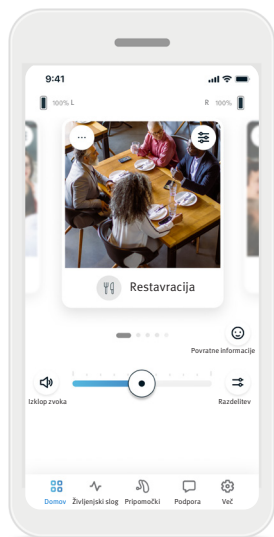 9:41
100% L
R 100%
Restavracija
Povratne informacije
Izklop zvoka
Razdelitev
Domov Življenjski slog Pripomočki Podpora Več